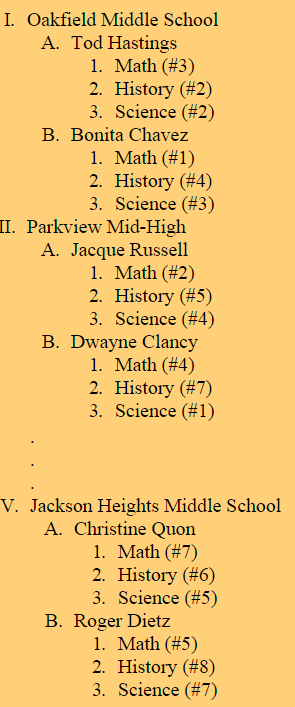 I. Oakfield Middle School
A. Tod Hastings
1. Math (#3)
2. History (#2)
3. Science (#2)
B. Bonita Chavez
1. Math (#1)
2. History (#4)
3. Science (#3)
II. Parkview Mid-High
A. Jacque Russell
1. Math (#2)
2. History (#5)
3. Science (#4)
B. Dwayne Clancy
1. Math (#4)
2. History (#7)
3. Science (#1)
.
.
.
V. Jackson Heights Middle School
A. Christine Quon
1. Math (#7)
2. History (#6)
3. Science (#5)
B. Roger Dietz
1. Math (#5)
2. History (#8)
3. Science (#7)